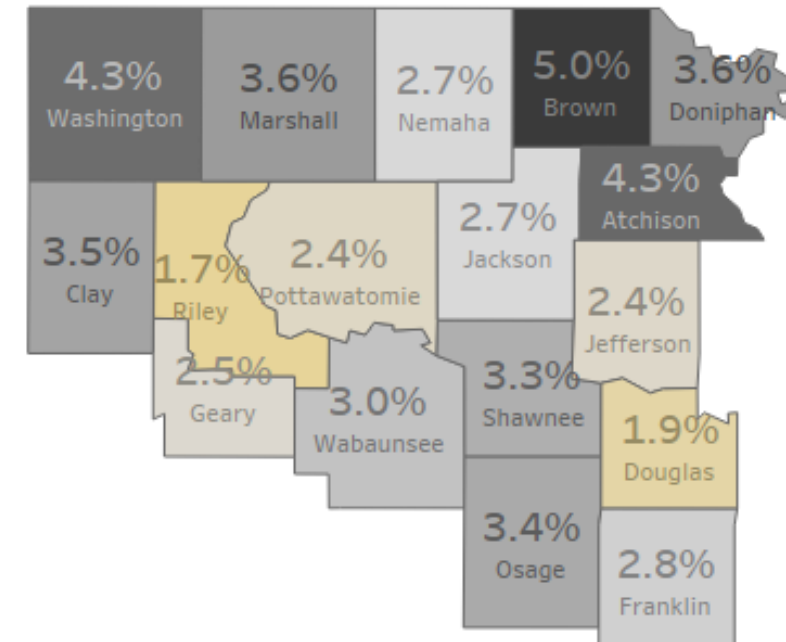 4.3%
Washington
3.6%
Marshall
2.7%
Nemaha
5.0%
Brown
3.6%
Doniphan
4.3%
Atchison
3.5%
Clay
1.7%
Riley
2.4%
Pottawatomie
2.7%
Jackson
2.4%
Jefferson
2.5%
Geary
3.0%
Wabaunsee
3.3%
Shawnee
1.9%
Douglas
3.4%
Osage
2.8%
Franklin